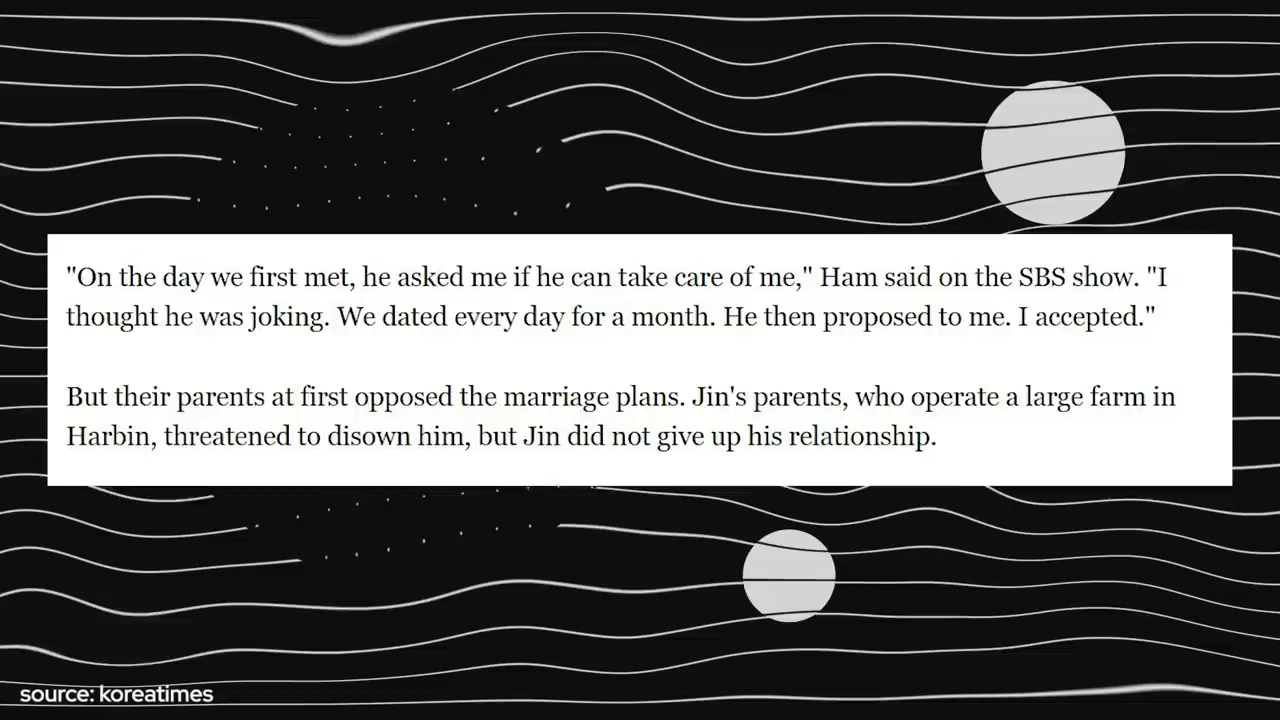 "On the day we first met, he asked me if he can take care of me," Ham said on the SBS show. "I
thought he was joking. We dated every day for a month. He then proposed to me. I accepted."
But their parents at first opposed the marriage plans. Jin's parents, who operate a large farm in
Harbin, threatened to disown him, but Jin did not give up his relationship.
source: koreatimes